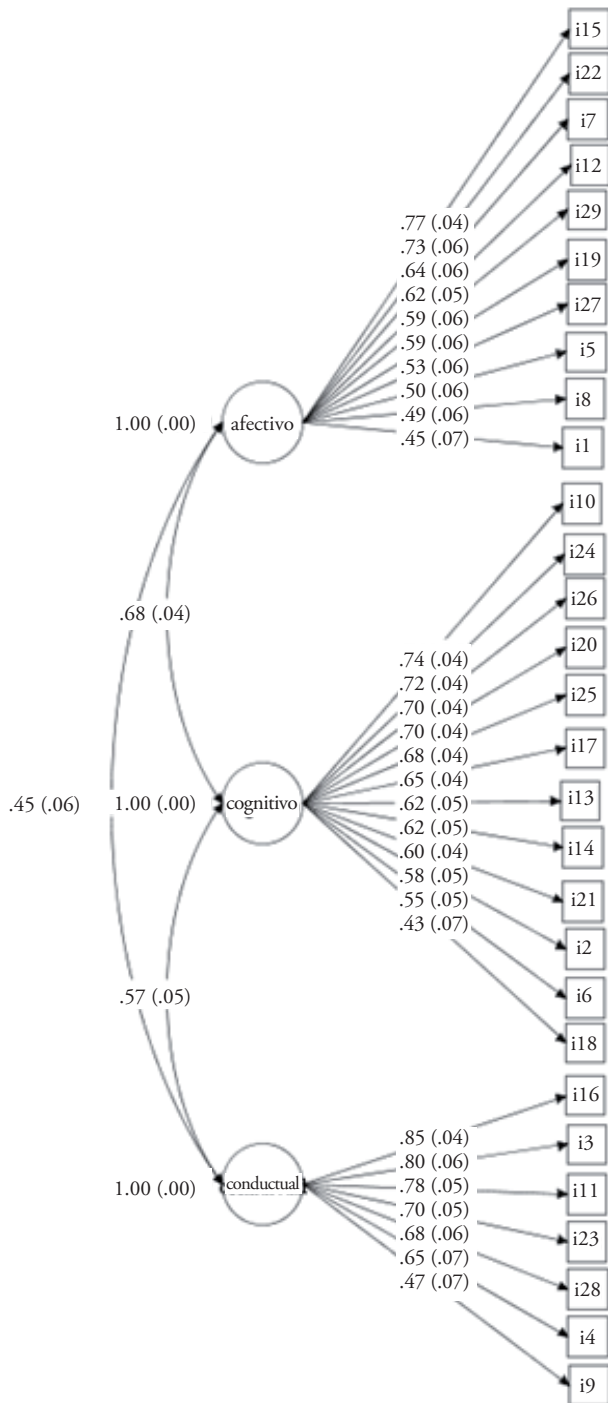 i15
i22
i7
i12
i29
i19
i27
i5
i8
i1
.77 (.04)
.73 (.06)
.64 (.06)
.62 (.05)
.59 (.06)
.59 (.06)
.53 (.06)
.50 (.06)
.49 (.06)
.45 (.07)
1.00 (.00)
afectivo
.68 (.04)
i10
i24
i26
i20
i25
i17
i13
i14
i21
i2
i6
i18
.74 (.04)
.72 (.04)
.70 (.04)
.70 (.04)
.68 (.04)
.65 (.04)
.62 (.05)
.62 (.05)
.60 (.04)
.58 (.05)
.55 (.05)
.43 (.07)
.45 (.06)
1.00 (.00)
cognitivo
.57 (.05)
i16
i3
i11
i23
i28
i4
i9
.85 (.04)
.80 (.06)
.78 (.05)
.70 (.05)
.68 (.06)
.65 (.07)
.47 (.07)
1.00 (.00)
conductual